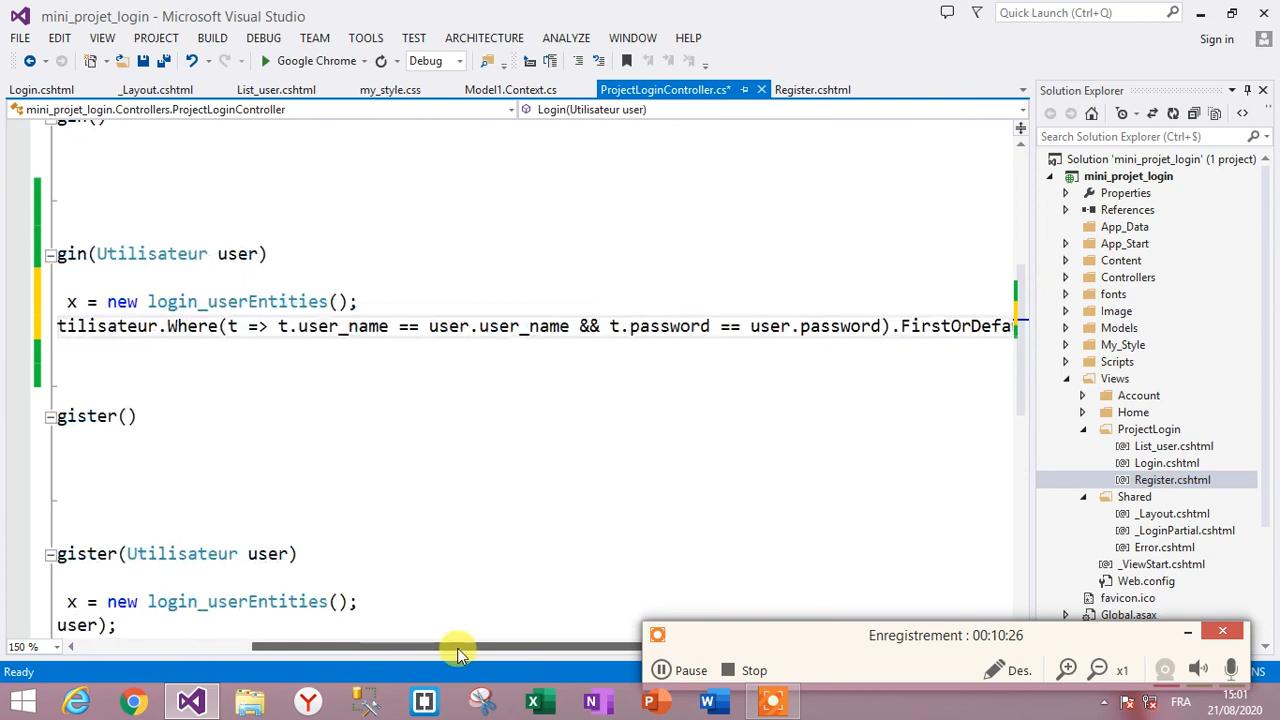 mini_projet_login - Microsoft Visual Studio
Quick Launch (Ctrl+Q)
FILE EDIT VIEW PROJECT BUILD DEBUG TEAM TOOLS TEST ARCHITECTURE ANALYZE WINDOW HELP
Sign in
Google Chrome Debug
Login.cshtml _Layout.cshtml List_user.cshtml my_style.css Model1.Context.cs ProjectLoginController.cs* Register.cshtml
mini_projet_login.Controllers.ProjectLoginController Login(Utilisateur user)
gin()
gin(Utilisateur user)
x = new login_userEntities();
tilisateur.Where(t => t.user_name == user.user_name && t.password == user.password).FirstOrDefa
gister()
gister(Utilisateur user)
x = new login_userEntities();
user);
150 %
Ready
Solution Explorer
Search Solution Explorer (Ctrl+$)
Solution 'mini_projet_login' (1 project)
mini_projet_login
Properties
References
App_Data
App_Start
Content
Controllers
fonts
Image
Models
My_Style
Scripts
Views
Account
Home
ProjectLogin
List_user.cshtml
Login.cshtml
Register.cshtml
Shared
_Layout.cshtml
_LoginPartial.cshtml
Error.cshtml
_ViewStart.cshtml
Web.config
favicon.ico
Global.asax
Enregistrement : 00:10:26
Pause Stop Des. x1
NS
FR
15:01
21/08/2020